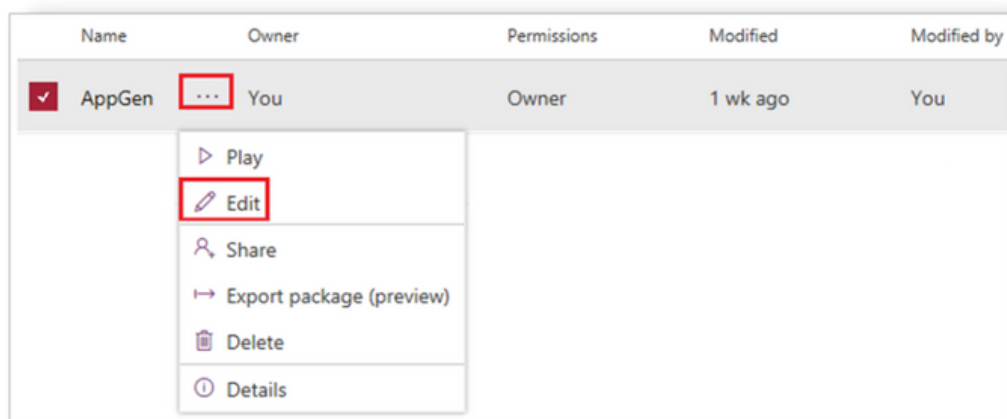 Name Owner Permissions Modified Modified by
AppGen ... You Owner 1 wk ago You
Play
Edit
Share
Export package (preview)
Delete
Details